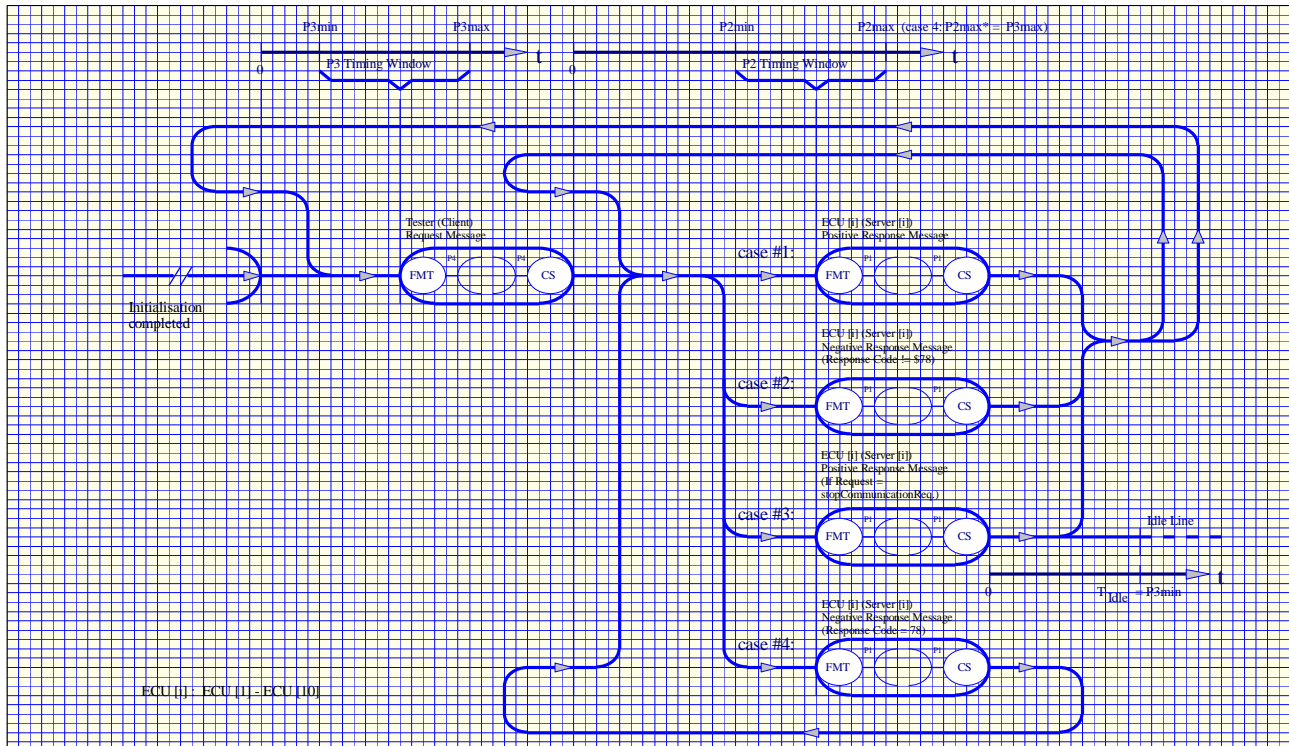 P3min
P3max
P2min
P2max (case 4: P2max* = P3max)
t
t
P3 Timing Window
P2 Timing Window
0
0
Tester (Client)
Request Message
ECU [i] (Server [i])
Positive Response Message
case #1:
FMT
P4
P4
CS
FMT
P1
P1
CS
Initialisation
completed
ECU [i] (Server [i])
Negative Response Message
(Response Code != $78)
case #2:
FMT
P1
P1
CS
ECU [i] (Server [i])
Positive Response Message
(If Request =
stopCommunicationReq.)
case #3:
FMT
P1
P1
CS
Idle Line
t
0
T Idle = P3min
ECU [i] (Server [i])
Negative Response Message
(Response Code = 78)
case #4:
FMT
P1
P1
CS
ECU [i] : ECU [1] - ECU [10]